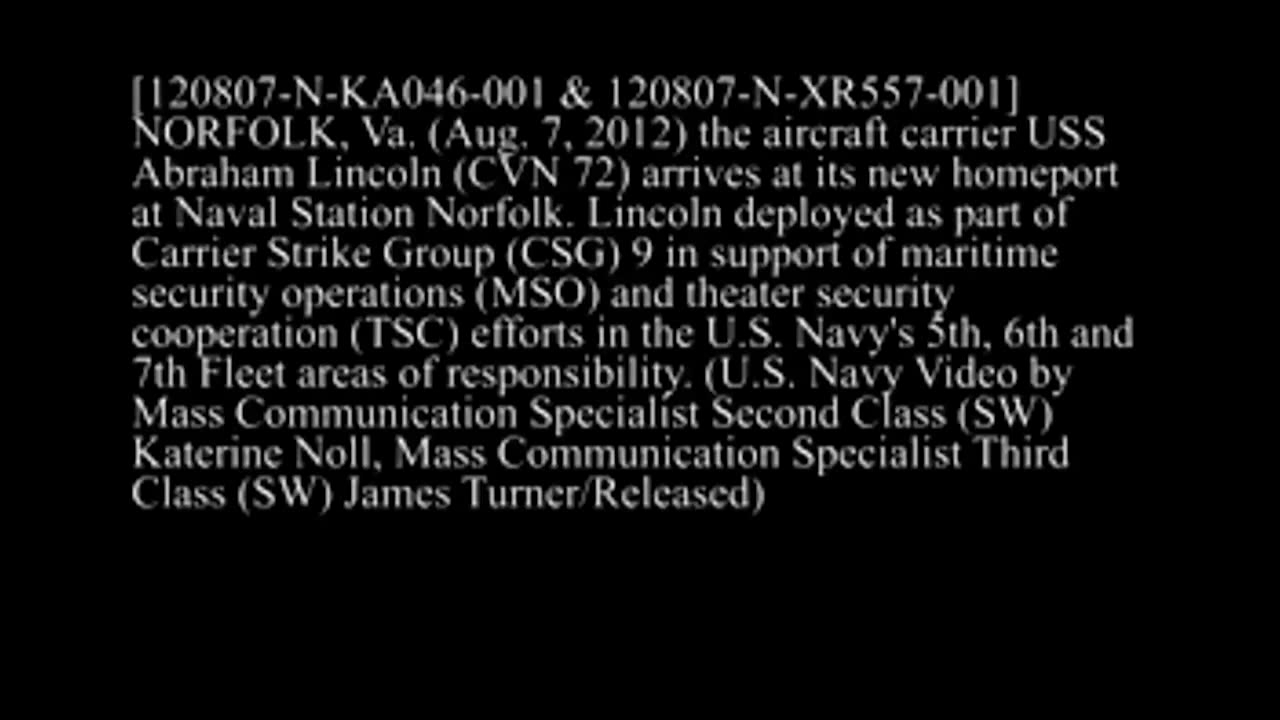 [120807-N-KA046-001 & 120807-N-XR557-001]
NORFOLK, Va. (Aug. 7, 2012) the aircraft carrier USS
Abraham Lincoln (CVN 72) arrives at its new homeport
at Naval Station Norfolk. Lincoln deployed as part of
Carrier Strike Group (CSG) 9 in support of maritime
security operations (MSO) and theater security
cooperation (TSC) efforts in the U.S. Navy's 5th, 6th and
7th Fleet areas of responsibility. (U.S. Navy Video by
Mass Communication Specialist Second Class (SW)
Katerine Noll, Mass Communication Specialist Third
Class (SW) James Turner/Released)